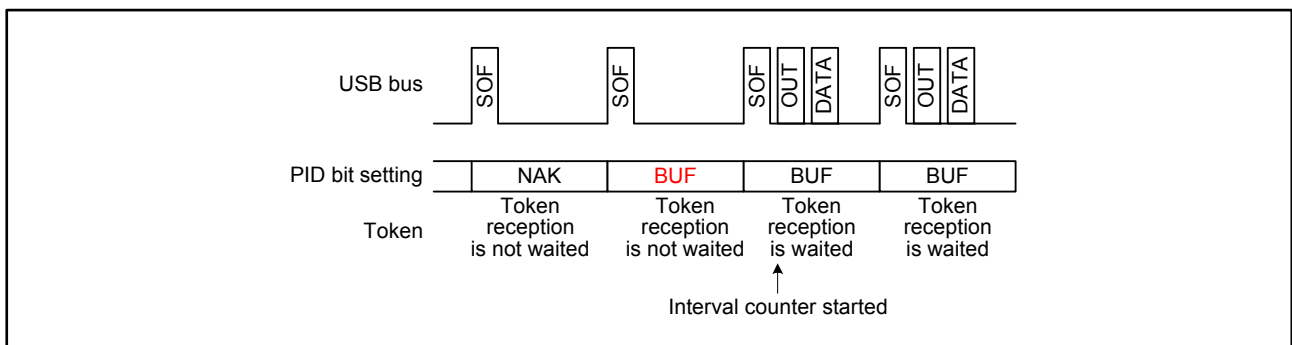 USB bus
SOF
SOF
SOF
OUT
DATA
SOF
OUT
DATA
PID bit setting
NAK
BUF
BUF
BUF
Token
Token
reception
is not waited
Token
reception
is not waited
Token
reception
is waited
Token
reception
is waited
Interval counter started